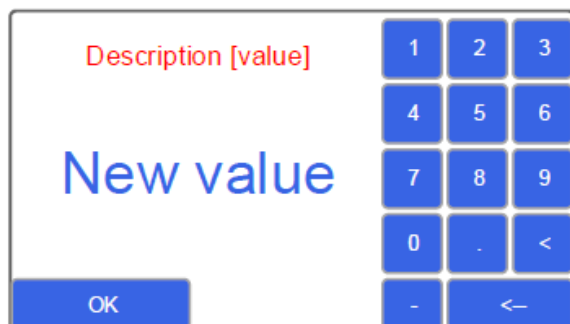 Description [value]
New value
OK
1 2 3
4 5 6
7 8 9
0 . <
- <--